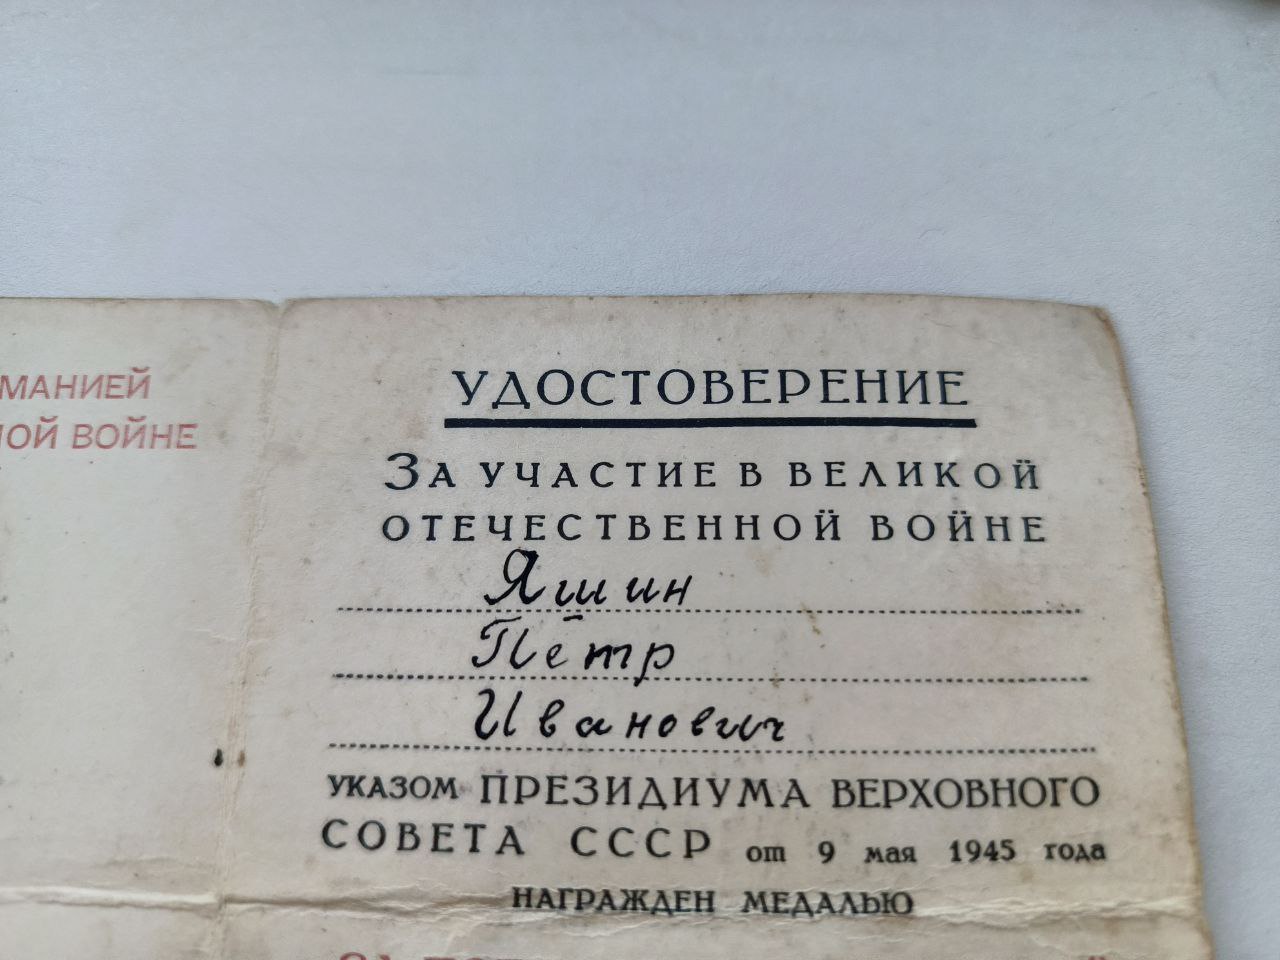 МАНИЕЙ
ОЙ ВОЙНЕ
УДОСТОВЕРЕНИЕ
За участие в Великой
Отечественной войне
Яшин
Пётр
Иванович
указом ПРЕЗИДИУМА ВЕРХОВНОГО
СОВЕТА СССР от 9 мая 1945 года
НАГРАЖДЕН МЕДАЛЬЮ